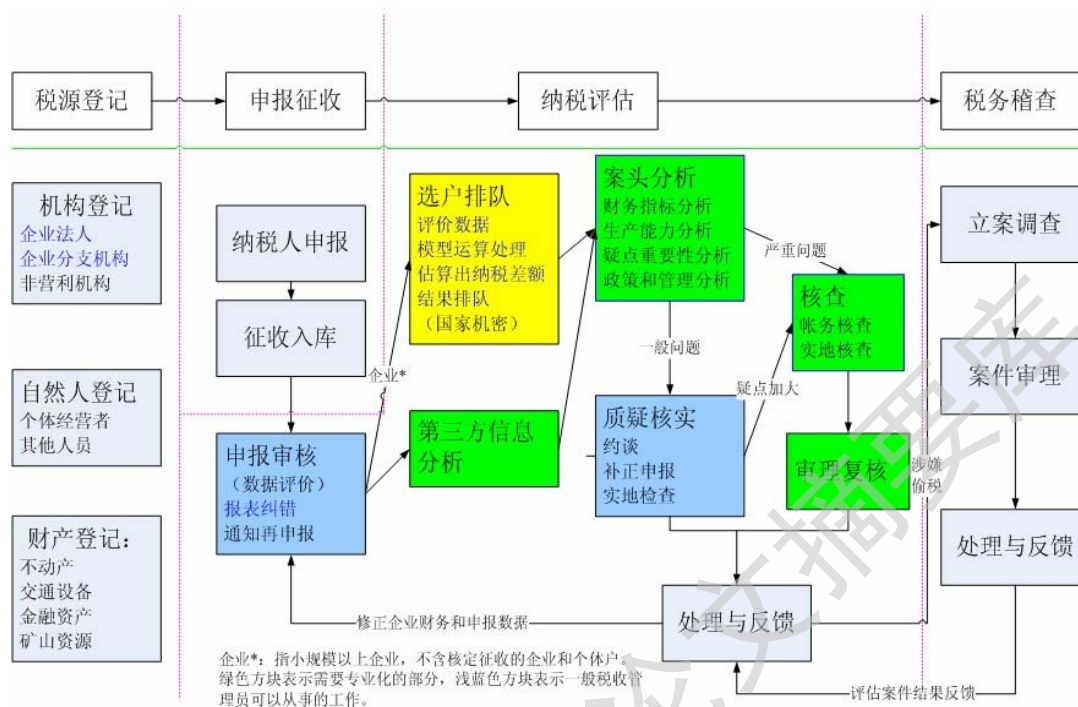 税源登记
申报征收
纳税评估
税务稽查
机构登记
企业法人
企业分支机构
非营利机构
自然人登记
个体经营者
其他人员
财产登记：
不动产
交通设备
金融资产
矿山资源
纳税人申报
征收入库
申报审核
（数据评价）
报表纠错
通知再申报
企业*
选户排队
评价数据
模型运算处理
估算出纳税差额
结果排队
（国家机密）
第三方信息
分析
案头分析
财务指标分析
生产能力分析
疑点重要性分析
政策和管理分析
严重问题
一般问题
核查
帐务核查
实地核查
疑点加大
质疑核实
约谈
补正申报
实地检查
审理复核
涉嫌
偷税
处理与反馈
修正企业财务和申报数据
立案调查
案件审理
处理与反馈
评估案件结果反馈
企业*：指小规模以上企业，不含核定征收的企业和个体户。
绿色方块表示需要专业化的部分，浅蓝色方块表示一般税收管
理员可以从事的工作。
论文摘要库